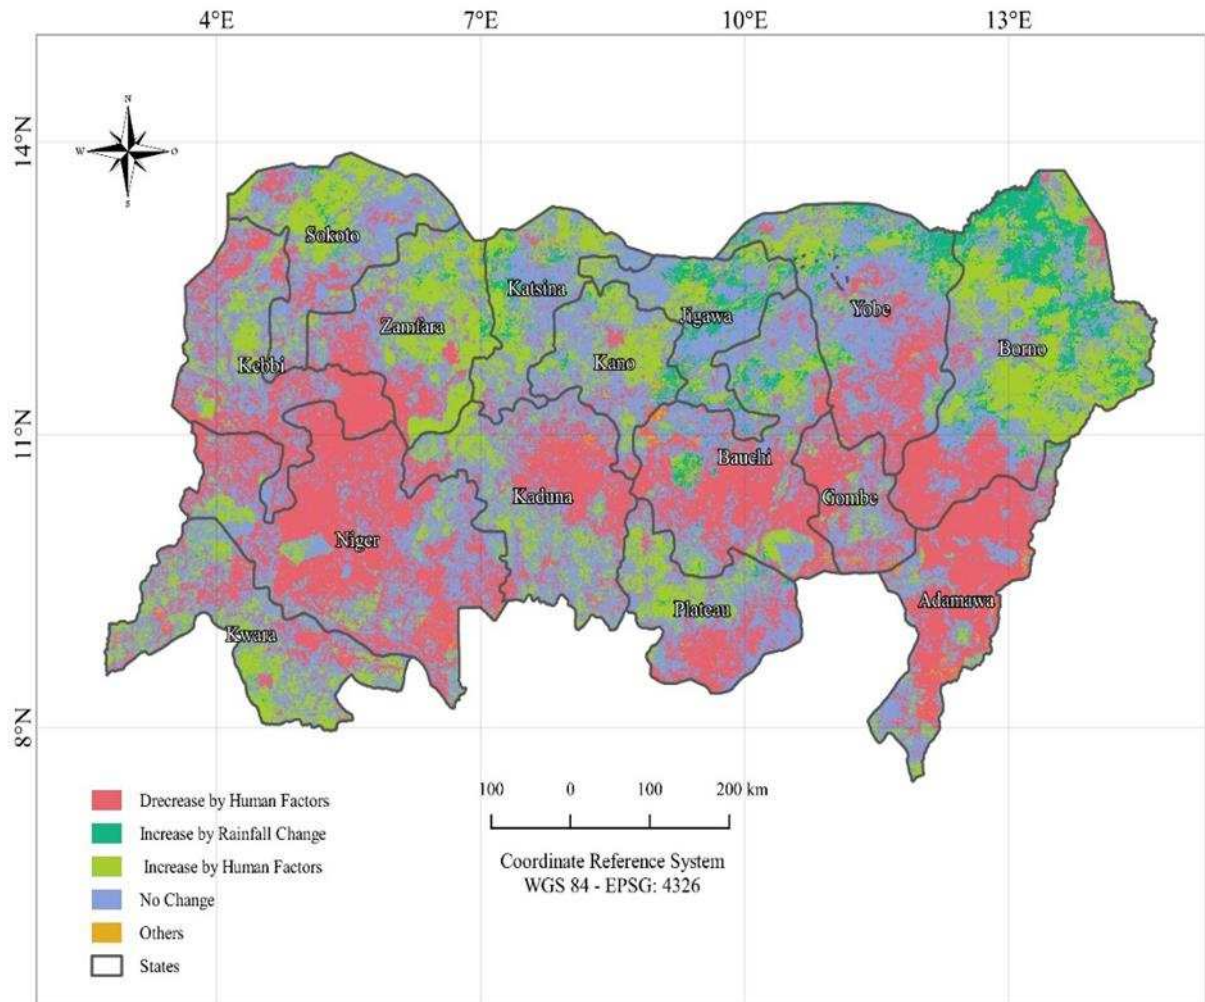 4°E 7°E 10°E 13°E
14°N
N
W O
S
Sokoto
Katsina
Jigawa
Yobe
Zamfara
Borno
Kebbi
Kano
11°N
Bauchi
Kaduna
Gombe
Niger
Adamawa
Plateau
Kwara
8°N
100 0 100 200 km
Drecrease by Human Factors
Increase by Rainfall Change
Increase by Human Factors
No Change
Others
States
Coordinate Reference System
WGS 84 - EPSG: 4326